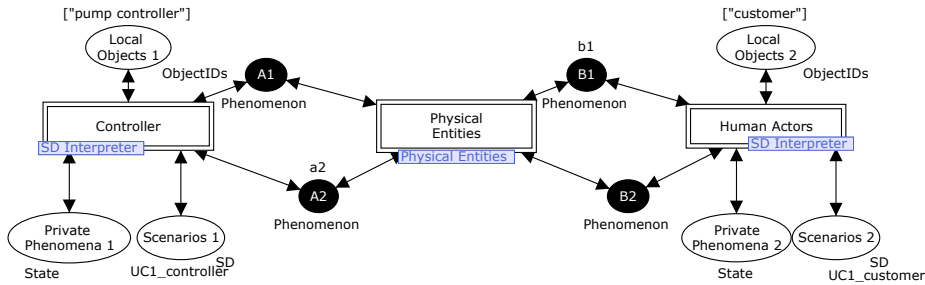 ["pump controller"]
Local
Objects 1
ObjectIDs
A1
Phenomenon
b1
B1
Phenomenon
["customer"]
Local
Objects 2
ObjectIDs
Controller
SD Interpreter
Physical
Entities
Physical Entities
Human Actors
SD Interpreter
a2
A2
Phenomenon
B2
Phenomenon
Private
Phenomena 1
State
Scenarios 1
SD
UC1_controller
Private
Phenomena 2
State
Scenarios 2
SD
UC1_customer